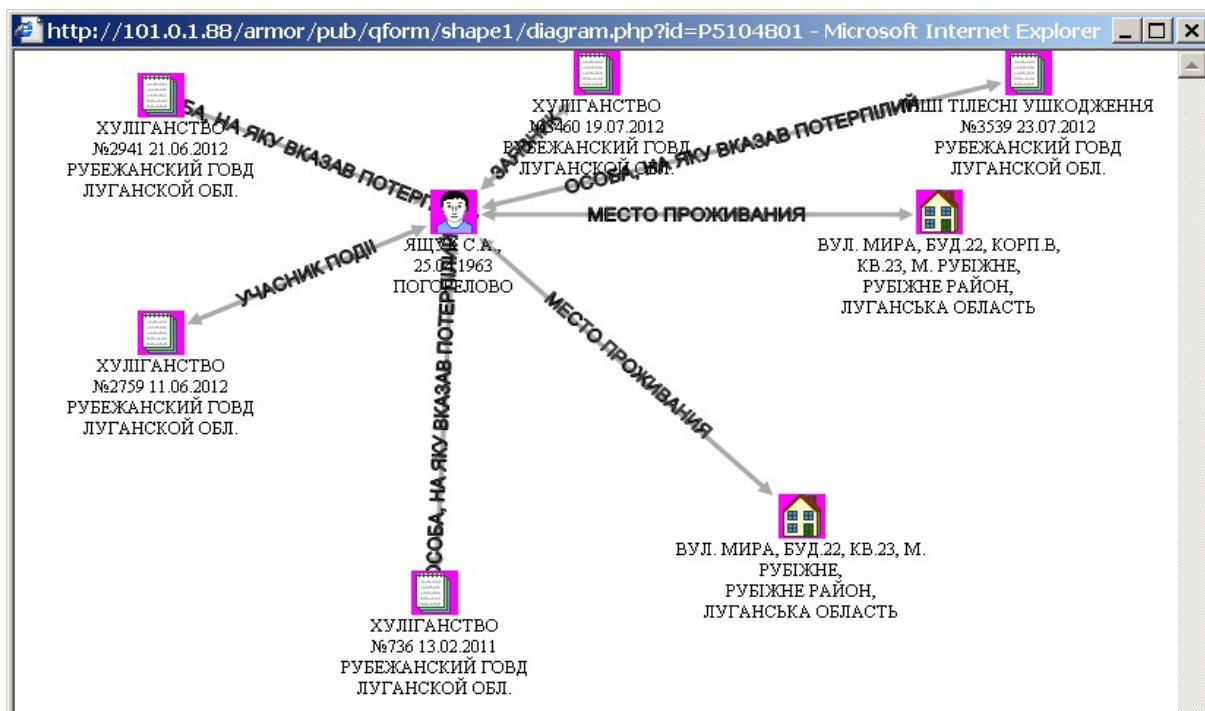 http://101.0.1.88/armor/pub/qform/shape1/diagram.php?id=P5104801 - Microsoft Internet Explorer
ХУЛІГАНСТВО
№2941 21.06.2012
РУБЕЖАНСКИЙ ГОВД
ЛУГАНСКОЙ ОБЛ.
НА ЯКУ ВКАЗАВ
ХУЛІГАНСТВО
19.07.2012
РУБЕЖАНСКИЙ ГОВД
ЛУГАНСКОЙ ОБЛ.
ТІЛЕСНІ УШКОДЖЕННЯ
№3539 23.07.2012
РУБЕЖАНСКИЙ ГОВД
ЛУГАНСКОЙ ОБЛ.
ОСОБА, НА ЯКУ ВКАЗАВ ПОТЕРПІЛИЙ
МЕСТО ПРОЖИВАНИЯ
ВУЛ. МИРА, БУД.22, КОРП.В,
КВ.23, М. РУБІЖНЕ,
РУБІЖНЕ РАЙОН,
ЛУГАНСЬКА ОБЛАСТЬ
ЯЩУК С.А.,
ПОГОРЕЛОВО
УЧАСНИК ПОДІЇ
ХУЛІГАНСТВО
№2759 11.06.2012
РУБЕЖАНСКИЙ ГОВД
ЛУГАНСКОЙ ОБЛ.
МЕСТО ПРОЖИВАНИЯ
ВУЛ. МИРА, БУД.22, КВ.23, М.
РУБІЖНЕ,
РУБІЖНЕ РАЙОН,
ЛУГАНСЬКА ОБЛАСТЬ
ОСОБА, НА ЯКУ ВКАЗАВ ПОТЕРПІЛИЙ
ХУЛІГАНСТВО
№736 13.02.2011
РУБЕЖАНСКИЙ ГОВД
ЛУГАНСКОЙ ОБЛ.